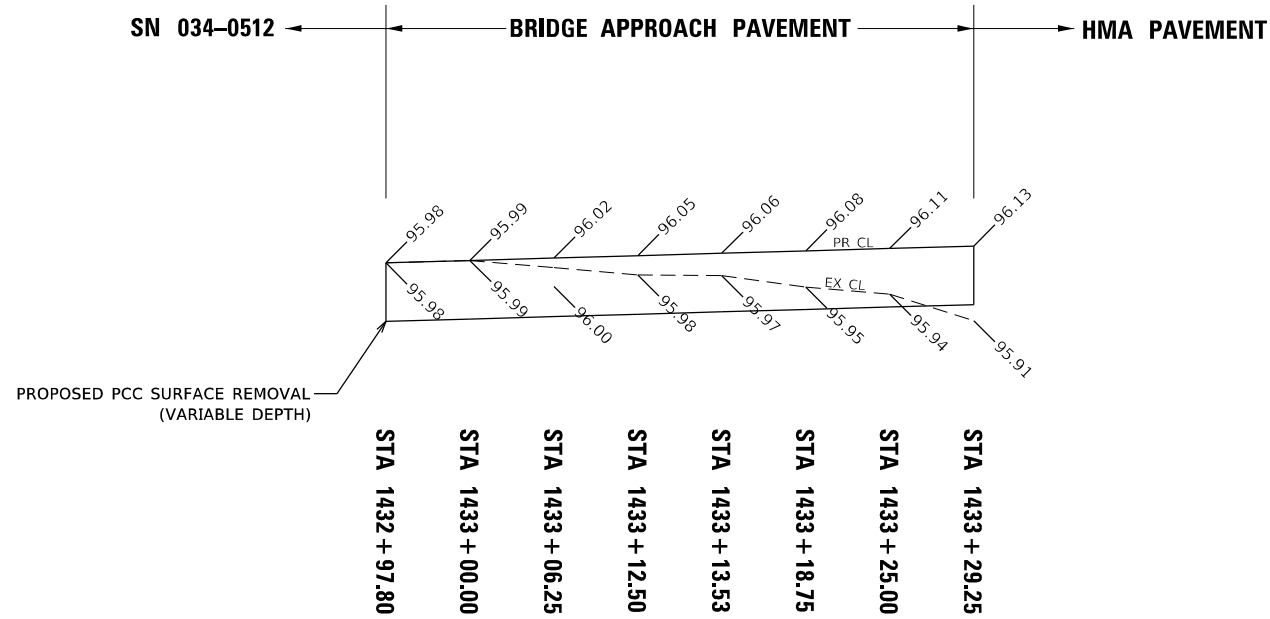 SN 034–0512
BRIDGE APPROACH PAVEMENT
HMA PAVEMENT
95.98
95.99
96.02
96.05
96.06
96.08
96.11
96.13
PR CL
EX CL
95.98
95.99
96.00
95.98
95.97
95.95
95.94
95.91
PROPOSED PCC SURFACE REMOVAL
(VARIABLE DEPTH)
STA 1432+97.80
STA 1433+00.00
STA 1433+06.25
STA 1433+12.50
STA 1433+13.53
STA 1433+18.75
STA 1433+25.00
STA 1433+29.25